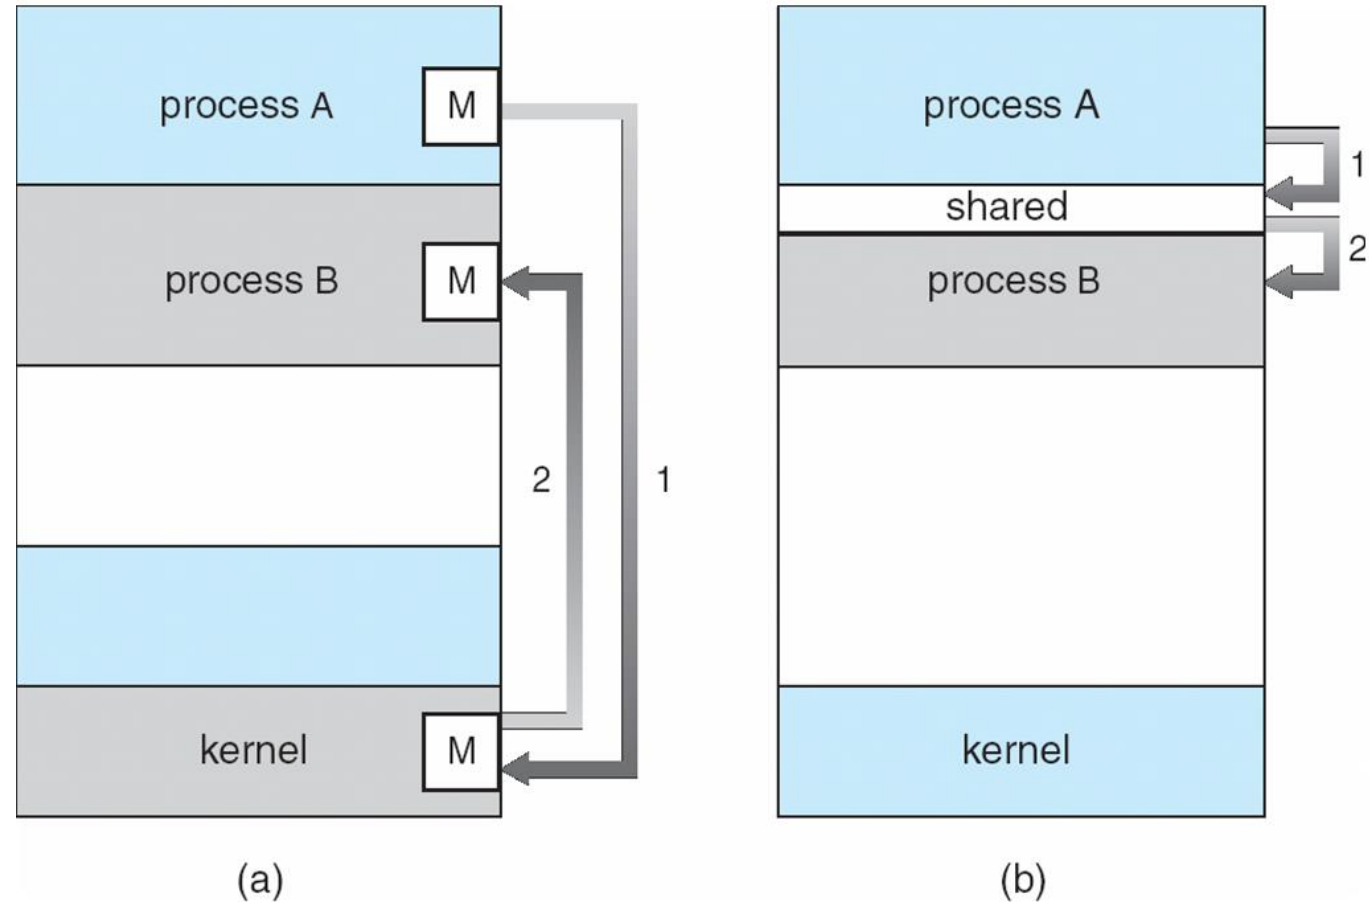 process A
M
process B
M
2
1
kernel
M
(a)
process A
1
shared
2
process B
kernel
(b)